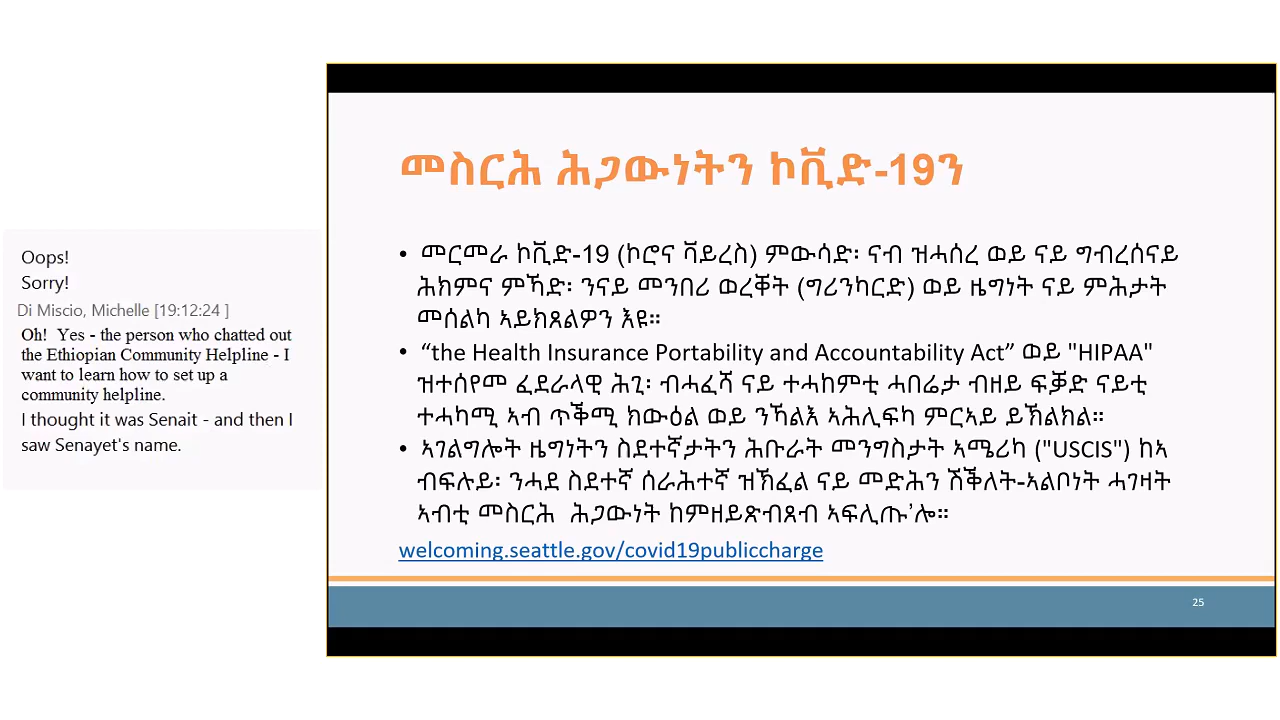 Oops!
Sorry!
Di Miscio, Michelle [19:12:24 ]
Oh!  Yes - the person who chatted out
the Ethiopian Community Helpline - I
want to learn how to set up a
community helpline.
I thought it was Senait - and then I
saw Senayet's name.
መስርሕ ሕጋውነትን ኮቪድ-19ን
• መርመራ ኮቪድ-19 (ኮሮና ቫይረስ) ምውሳድ፡ ናብ ዝሓሰረ ወይ ናይ ግብረሰናይ
ሕክምና ምኻድ፡ ንናይ መንበሪ ወረቐት (ግሪንካርድ) ወይ ዜግነት ናይ ምሕታት
መሰልካ ኣይክጸልዎን እዩ።
• “the Health Insurance Portability and Accountability Act” ወይ "HIPAA"
ዝተሰየመ ፈደራላዊ ሕጊ፡ ብሓፈሻ ናይ ተሓከምቲ ሓበሬታ ብዘይ ፍቓድ ናይቲ
ተሓካሚ ኣብ ጥቕሚ ክውዕል ወይ ንኻልእ ኣሕሊፍካ ምርኣይ ይኽልክል።
• ኣገልግሎት ዜግነትን ስደተኛታትን ሕቡራት መንግስታት ኣሜሪካ ("USCIS") ከኣ
ብፍሉይ፡ ንሓደ ስደተኛ ሰራሕተኛ ዝኽፈል ናይ መድሕን ሽቕለት-ኣልቦነት ሓገዛት
ኣብቲ መስርሕ  ሕጋውነት ከምዘይጽብጸብ ኣፍሊጡ’ሎ።
welcoming.seattle.gov/covid19publiccharge
25